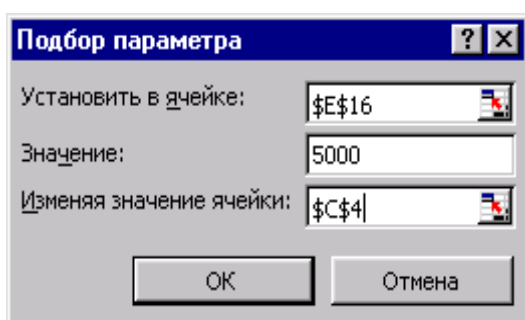 Подбор параметра
Установить в ячейке: $E$16
Значение: 5000
Изменяя значение ячейки: $C$4
ОК Отмена